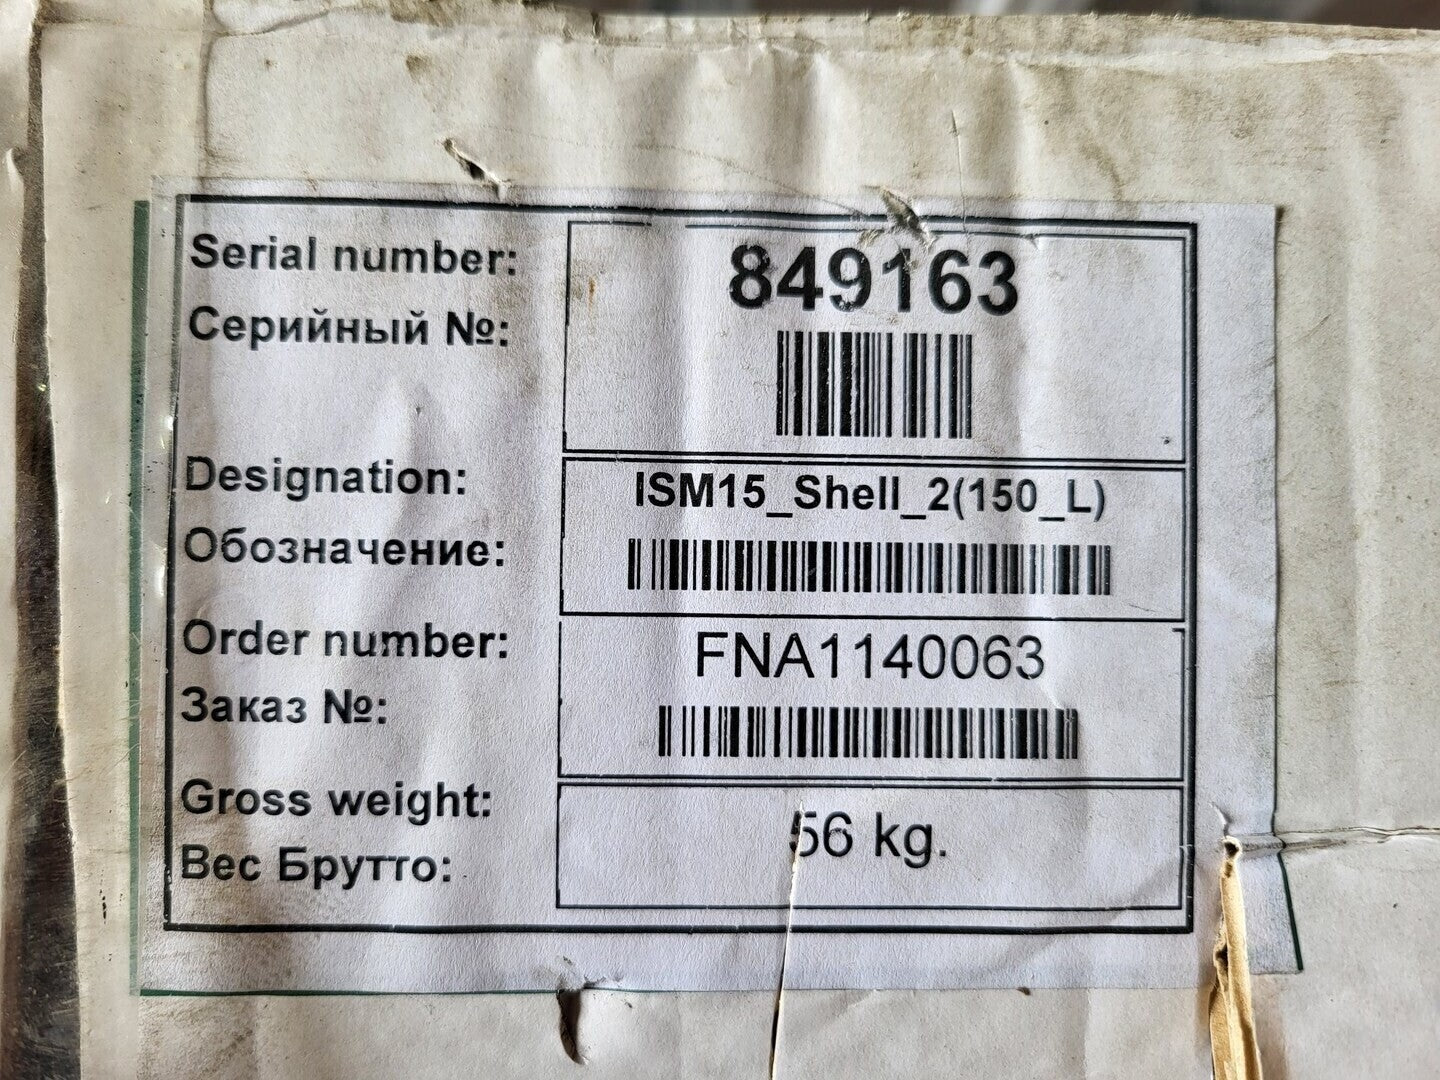 Serial number:
Серийный №:
849163
Designation:
Обозначение:
ISM15_Shell_2(150_L)
Order number:
Заказ №:
FNA1140063
Gross weight:
Вес Брутто:
56 kg.